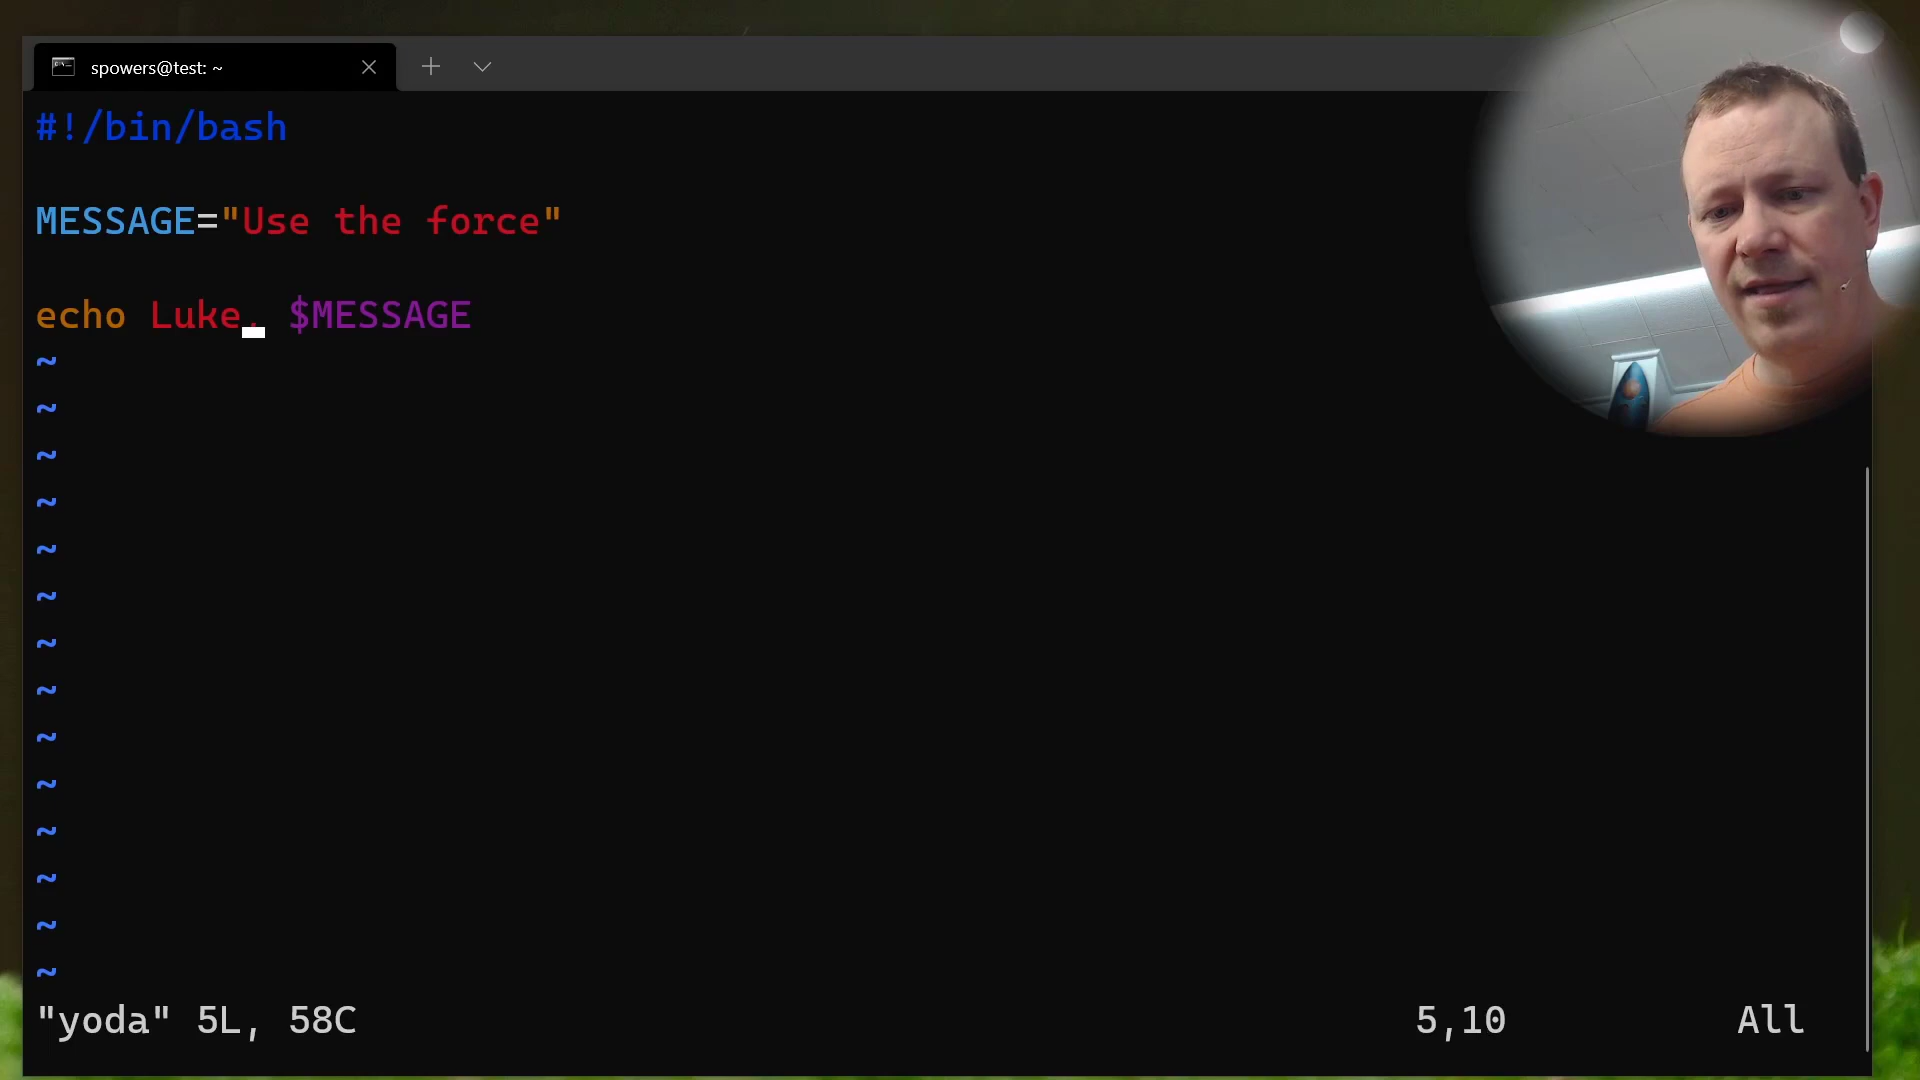 spowers@test: ~
#!/bin/bash
MESSAGE="Use the force"
echo Luke, $MESSAGE
~
~
~
~
~
~
~
~
~
~
~
~
~
~
"yoda" 5L, 58C 5,10 All